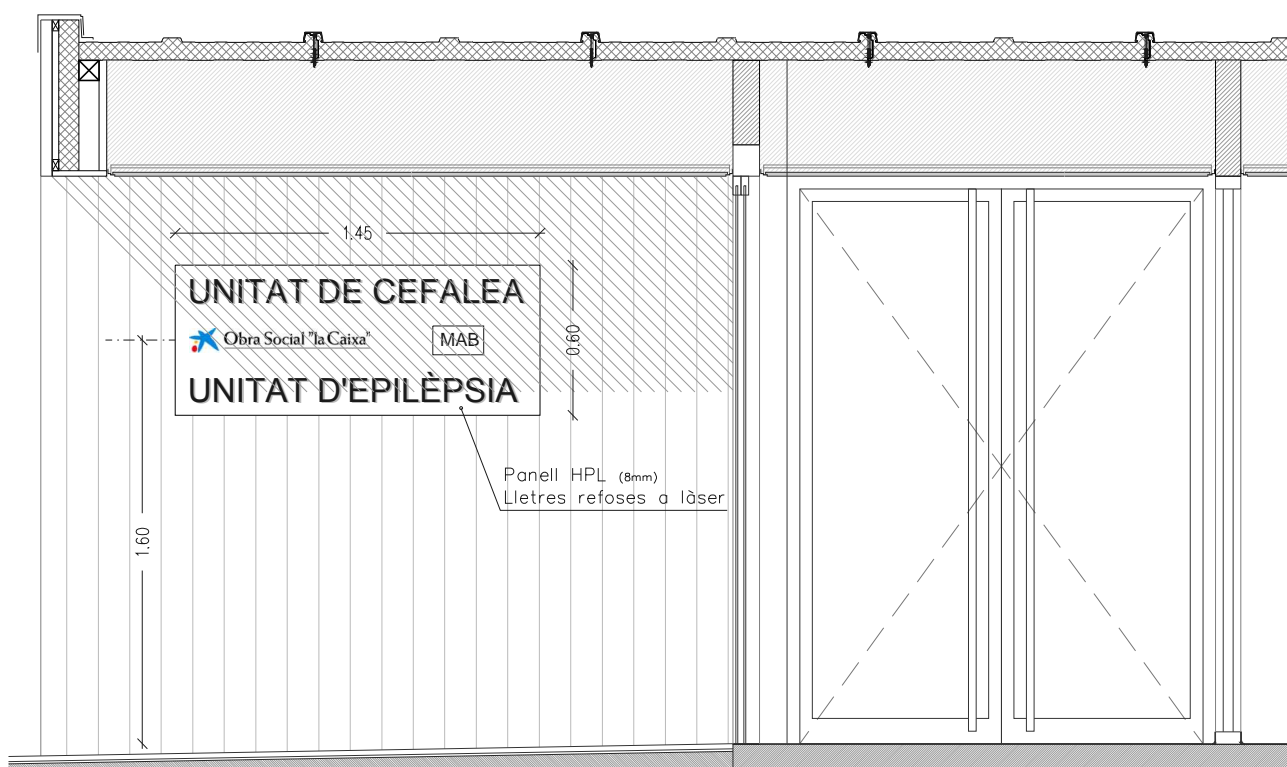 1.45
UNITAT DE CEFALEA
Obra Social "la Caixa"
MAB
0.60
UNITAT D'EPILÈPSIA
Panell HPL (8mm)
Lletres refoses a làser
1.60